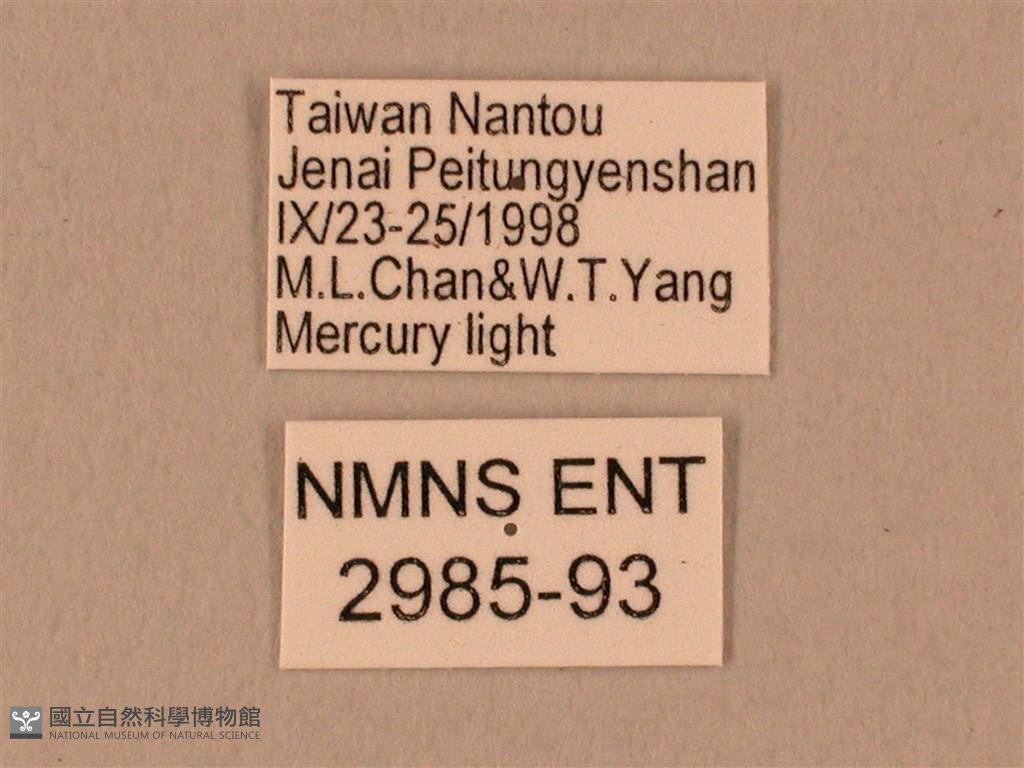 Taiwan Nantou
Jenai Peitungyenshan
IX/23-25/1998
M.L.Chan&W.T.Yang
Mercury light
NMNS ENT
2985-93
國立自然科學博物館
NATIONAL MUSEUM OF NATURAL SCIENCE